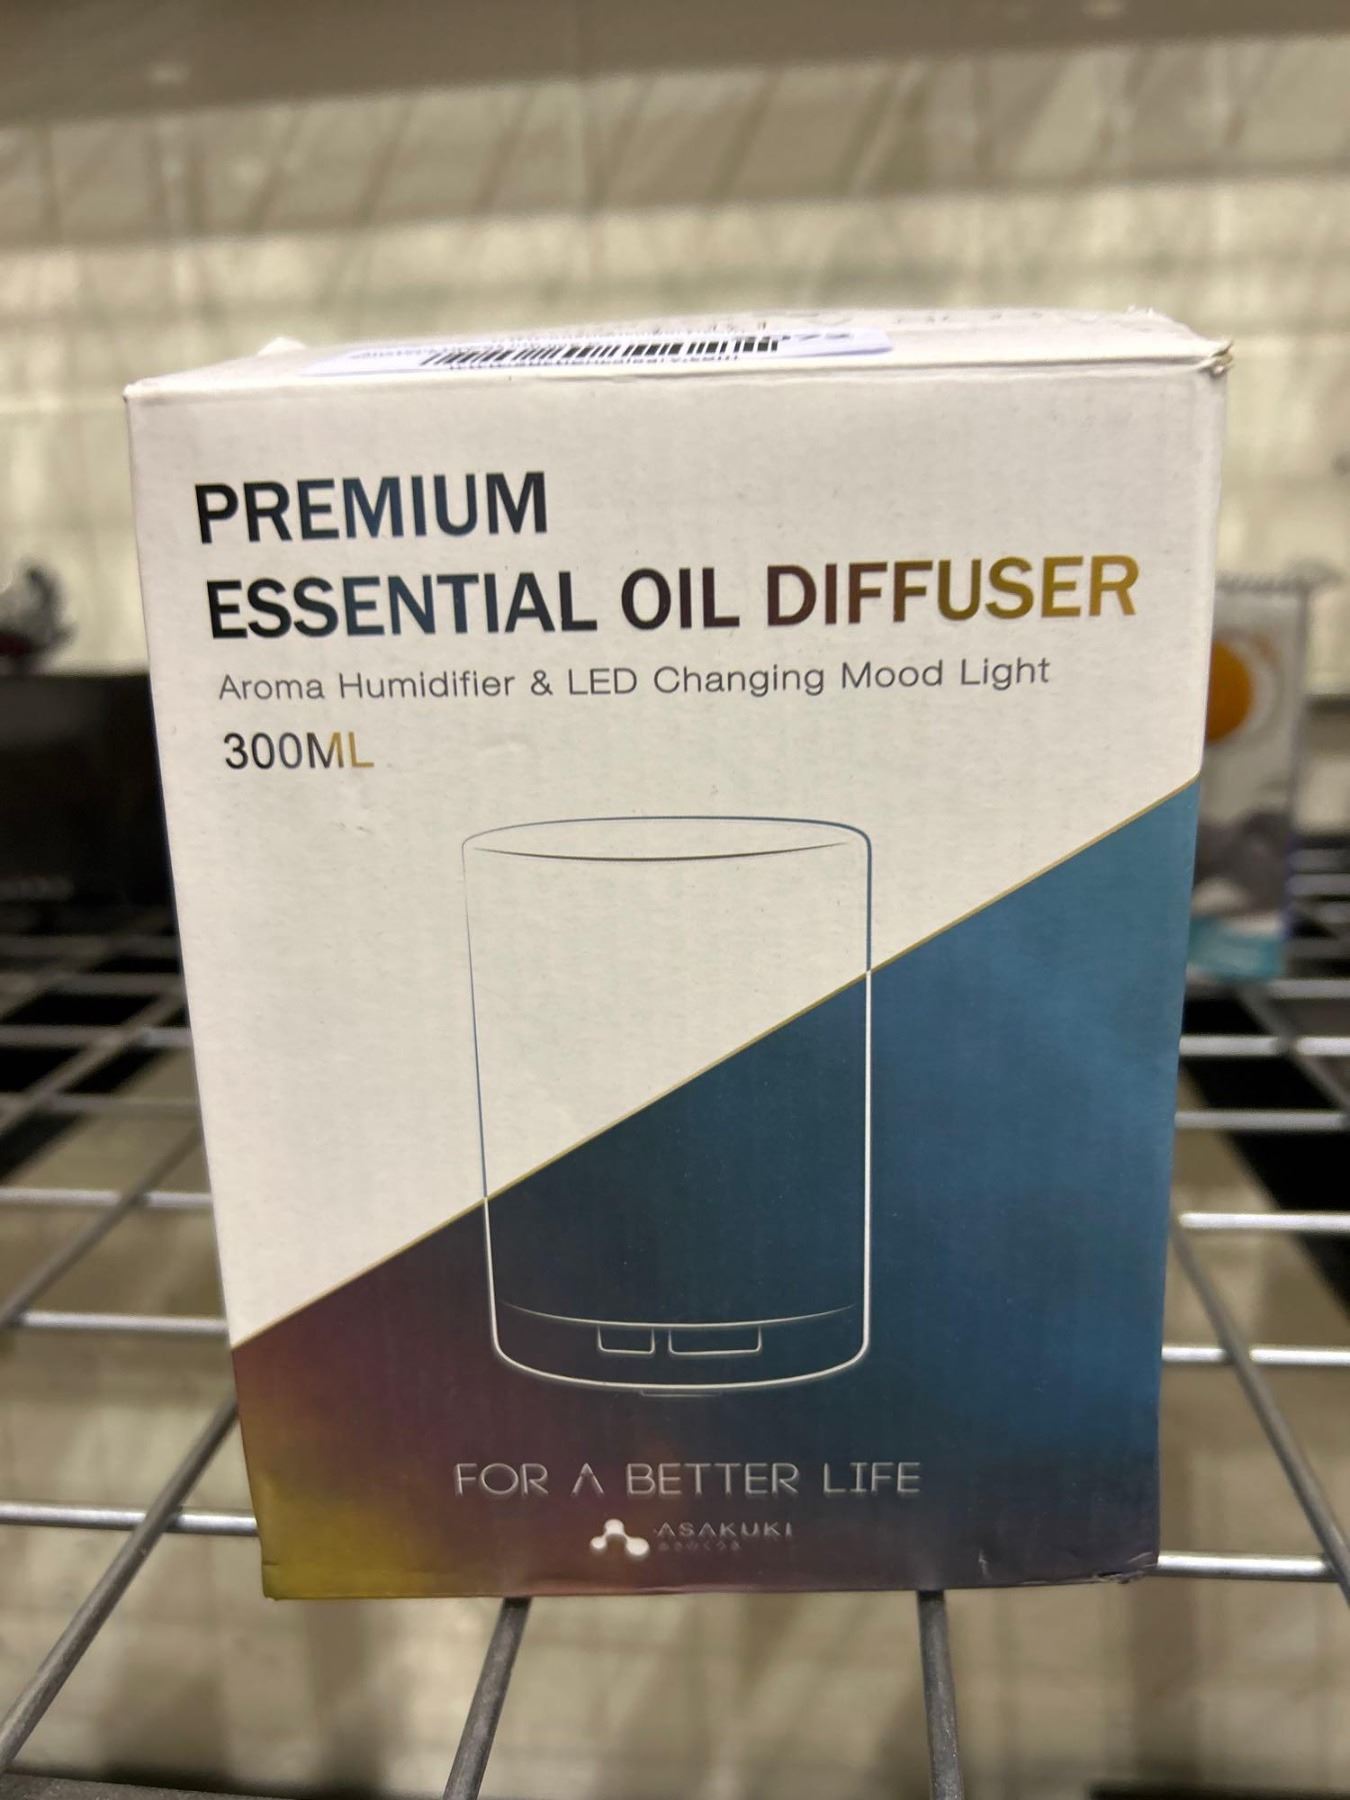 PREMIUM
ESSENTIAL OIL DIFFUSER
Aroma Humidifier & LED Changing Mood Light
300ML
FOR A BETTER LIFE
ASAKUKI